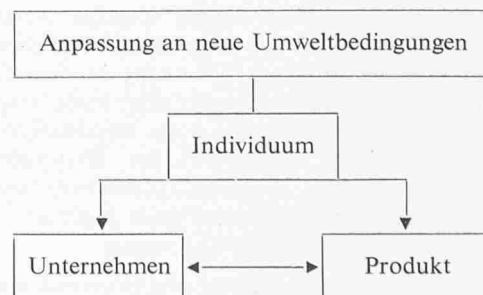 Anpassung an neue Umweltbedingungen
Individuum
Unternehmen
Produkt